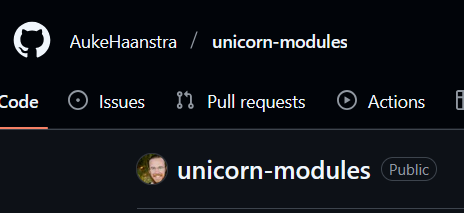 AukeHaanstra / unicorn-modules
Code Issues Pull requests Actions
unicorn-modules Public